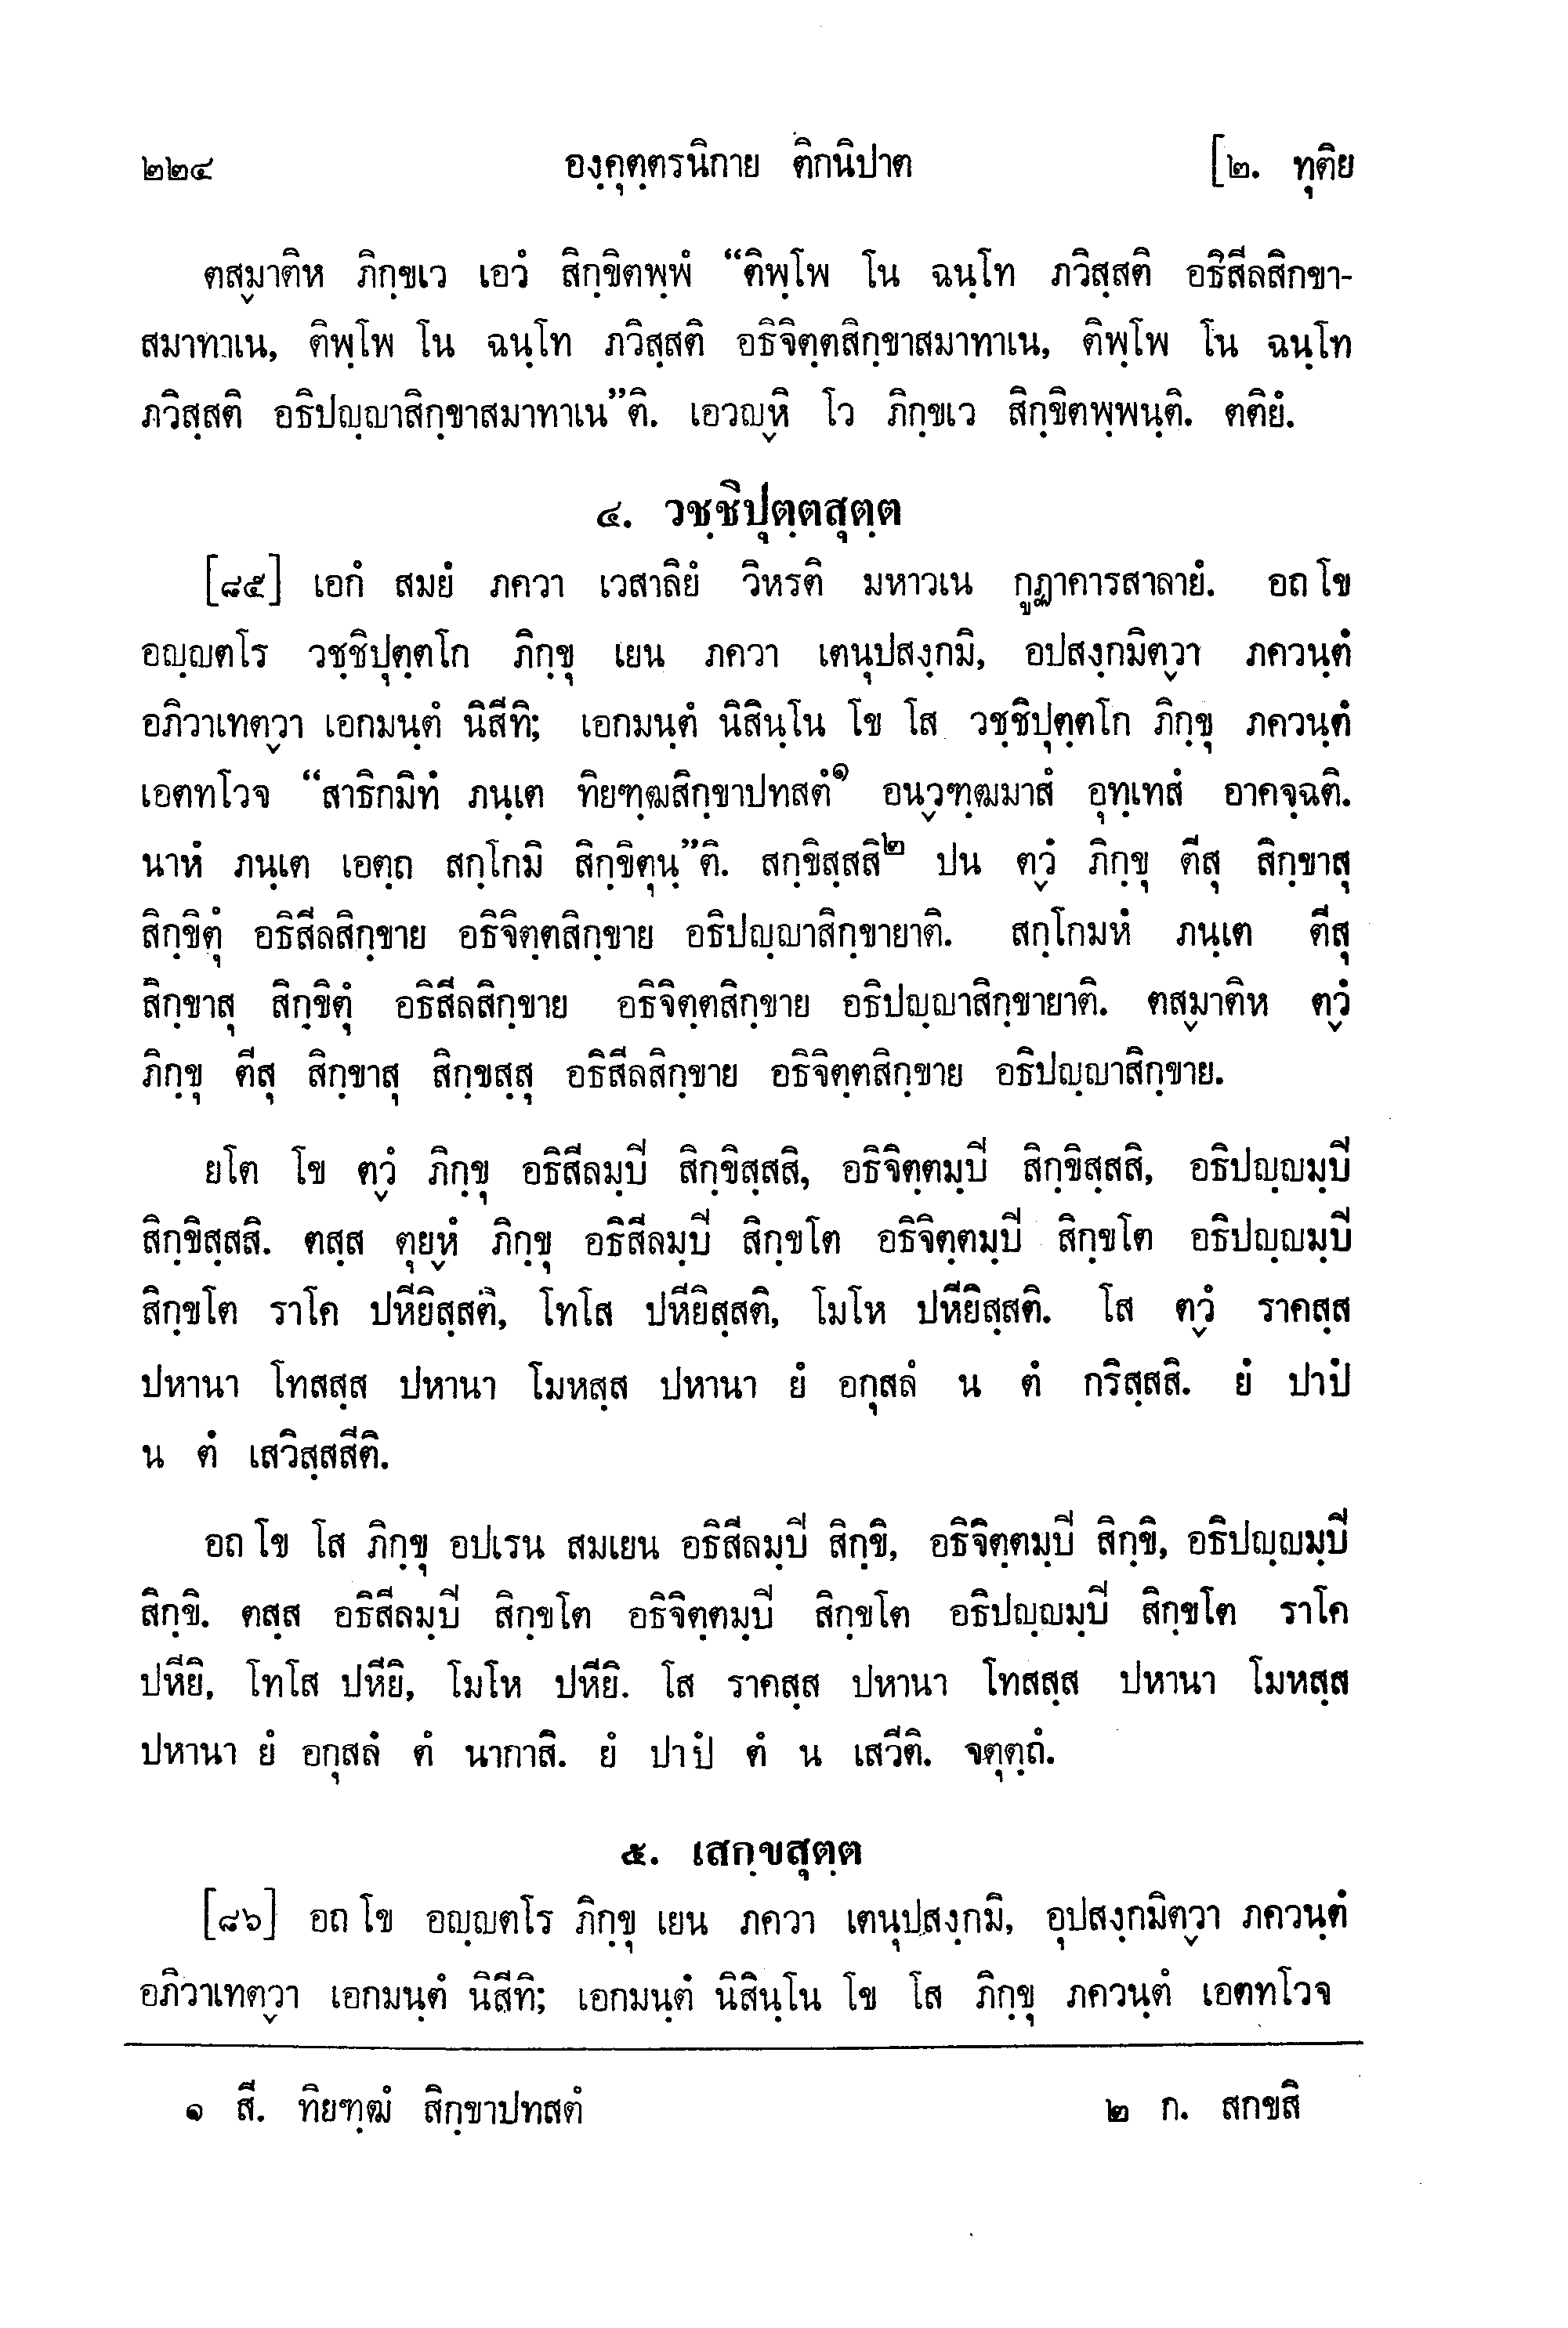 ๒๒๔ องฺคุตฺตรนิกาย ติกนิปาต [๒. ทุติย
ตสฺมาติห ภิกฺขเว เอวํ สิกฺขิตพฺพํ “ติพฺโพ โน ฉนฺโท ภวิสฺสติ อธิสีลสิกขา-
สมาทาเน, ติพฺโพ โน ฉนฺโท ภวิสฺสติ อธิจิตฺตสิกฺขาสมาทาเน, ติพฺโพ โน ฉนฺโท
ภวิสฺสติ อธิปญฺญาสิกฺขาสมาทาเน”ติ. เอวญฺหิ โว ภิกฺขเว สิกฺขิตพฺพนฺติ. ตติยํ.
๔. วชฺชิปุตฺตสุตฺต
[๘๕] เอกํ สมยํ ภควา เวสาลิยํ วิหรติ มหาวเน กูฏาคารสาลายํ. อถ โข
อญฺญตโร วชฺชิปุตฺตโก ภิกฺขุ เยน ภควา เตนุปสงฺกมิ, อปสงฺกมิตฺวา ภควนฺตํ
อภิวาเทตฺวา เอกมนฺตํ นิสีทิ; เอกมนฺตํ นิสินฺโน โข โส วชฺชิปุตฺตโก ภิกฺขุ ภควนฺตํ
เอตทโวจ “สาธิกมิทํ ภนฺเต ทิยฑฺฒสิกฺขาปทสตํ๑ อนฺวฑฺฒมาสํ อุทฺเทสํ อาคจฺฉติ.
นาหํ ภนฺเต เอตฺถ สกฺโกมิ สิกฺขิตุนฺ”ติ. สกฺขิสฺสสิ๒ ปน ตฺวํ ภิกฺขุ ตีสุ สิกฺขาสุ
สิกฺขิตุํ อธิสีลสิกฺขาย อธิจิตฺตสิกฺขาย อธิปญฺญาสิกฺขายาติ. สกฺโกมหํ ภนฺเต ตีสุ
สิกฺขาสุ สิกฺขิตุํ อธิสีลสิกฺขาย อธิจิตฺตสิกฺขาย อธิปญฺญาสิกฺขายาติ. ตสฺมาติห ตฺวํ
ภิกฺขุ ตีสุ สิกฺขาสุ สิกฺขสฺสุ อธิสีลสิกฺขาย อธิจิตฺตสิกฺขาย อธิปญฺญาสิกฺขาย.
ยโต โข ตฺวํ ภิกฺขุ อธิสีลมฺปิ สิกฺขิสฺสสิ, อธิจิตฺตมฺปิ สิกฺขิสฺสสิ, อธิปญฺญมฺปิ
สิกฺขิสฺสสิ. ตสฺส ตุยฺหํ ภิกฺขุ อธิสีลมฺปิ สิกฺขโต อธิจิตฺตมฺปิ สิกฺขโต อธิปญฺญมฺปิ
สิกฺขโต ราโค ปหียิสฺสติ, โทโส ปหียิสฺสติ, โมโห ปหียิสฺสติ. โส ตฺวํ ราคสฺส
ปหานา โทสสฺส ปหานา โมหสฺส ปหานา ยํ อกุสลํ น ตํ กริสฺสสิ. ยํ ปาปํ
น ตํ เสวิสฺสสีติ.
อถ โข โส ภิกฺขุ อปเรน สมเยน อธิสีลมฺปิ สิกฺขิ, อธิจิตฺตมฺปิ สิกฺขิ, อธิปญฺญมฺปิ
สิกฺขิ. ตสฺส อธิสีลมฺปิ สิกฺขโต อธิจิตฺตมฺปิ สิกฺขโต อธิปญฺญมฺปิ สิกฺขโต ราโค
ปหียิ, โทโส ปหียิ, โมโห ปหียิ. โส ราคสฺส ปหานา โทสสฺส ปหานา โมหสฺส
ปหานา ยํ อกุสลํ ตํ นากาสิ. ยํ ปาปํ ตํ น เสวีติ. จตุตฺถํ.
๕. เสกฺขสุตฺต
[๘๖] อถ โข อญฺญตโร ภิกฺขุ เยน ภควา เตนุปสงฺกมิ, อุปสงฺกมิตฺวา ภควนฺตํ
อภิวาเทตฺวา เอกมนฺตํ นิสีทิ; เอกมนฺตํ นิสินฺโน โข โส ภิกฺขุ ภควนฺตํ เอตทโวจ
๑ สี. ทิยฑฺฒํ สิกฺขาปทสตํ ๒ ก. สกขสิ